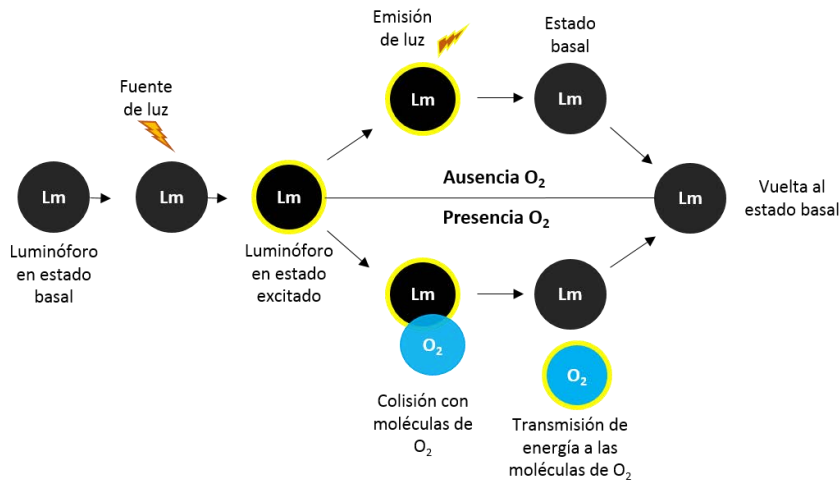 Emisión
de luz
Estado
basal
Fuente
de luz
Lm
Lm
Lm
Lm
Lm
Ausencia O₂
Lm
Presencia O₂
Vuelta al
estado basal
Luminóforo
en estado
basal
Luminóforo
en estado
excitado
Lm
Lm
O₂
O₂
Colisión con
moléculas de
O₂
Transmisión de
energía a las
moléculas de O₂